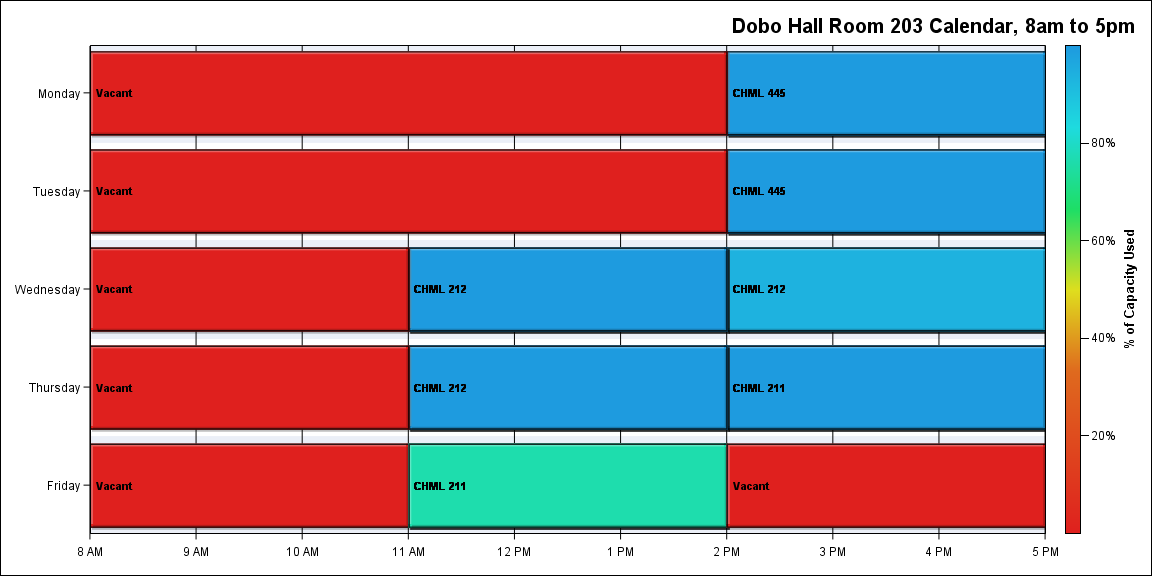 Dobo Hall Room 203 Calendar, 8am to 5pm
Monday
Vacant
CHML 445
Tuesday
Vacant
CHML 445
Wednesday
Vacant
CHML 212
CHML 212
Thursday
Vacant
CHML 212
CHML 211
Friday
Vacant
CHML 211
Vacant
8 AM
9 AM
10 AM
11 AM
12 PM
1 PM
2 PM
3 PM
4 PM
5 PM
80%
60%
40%
20%
% of Capacity Used